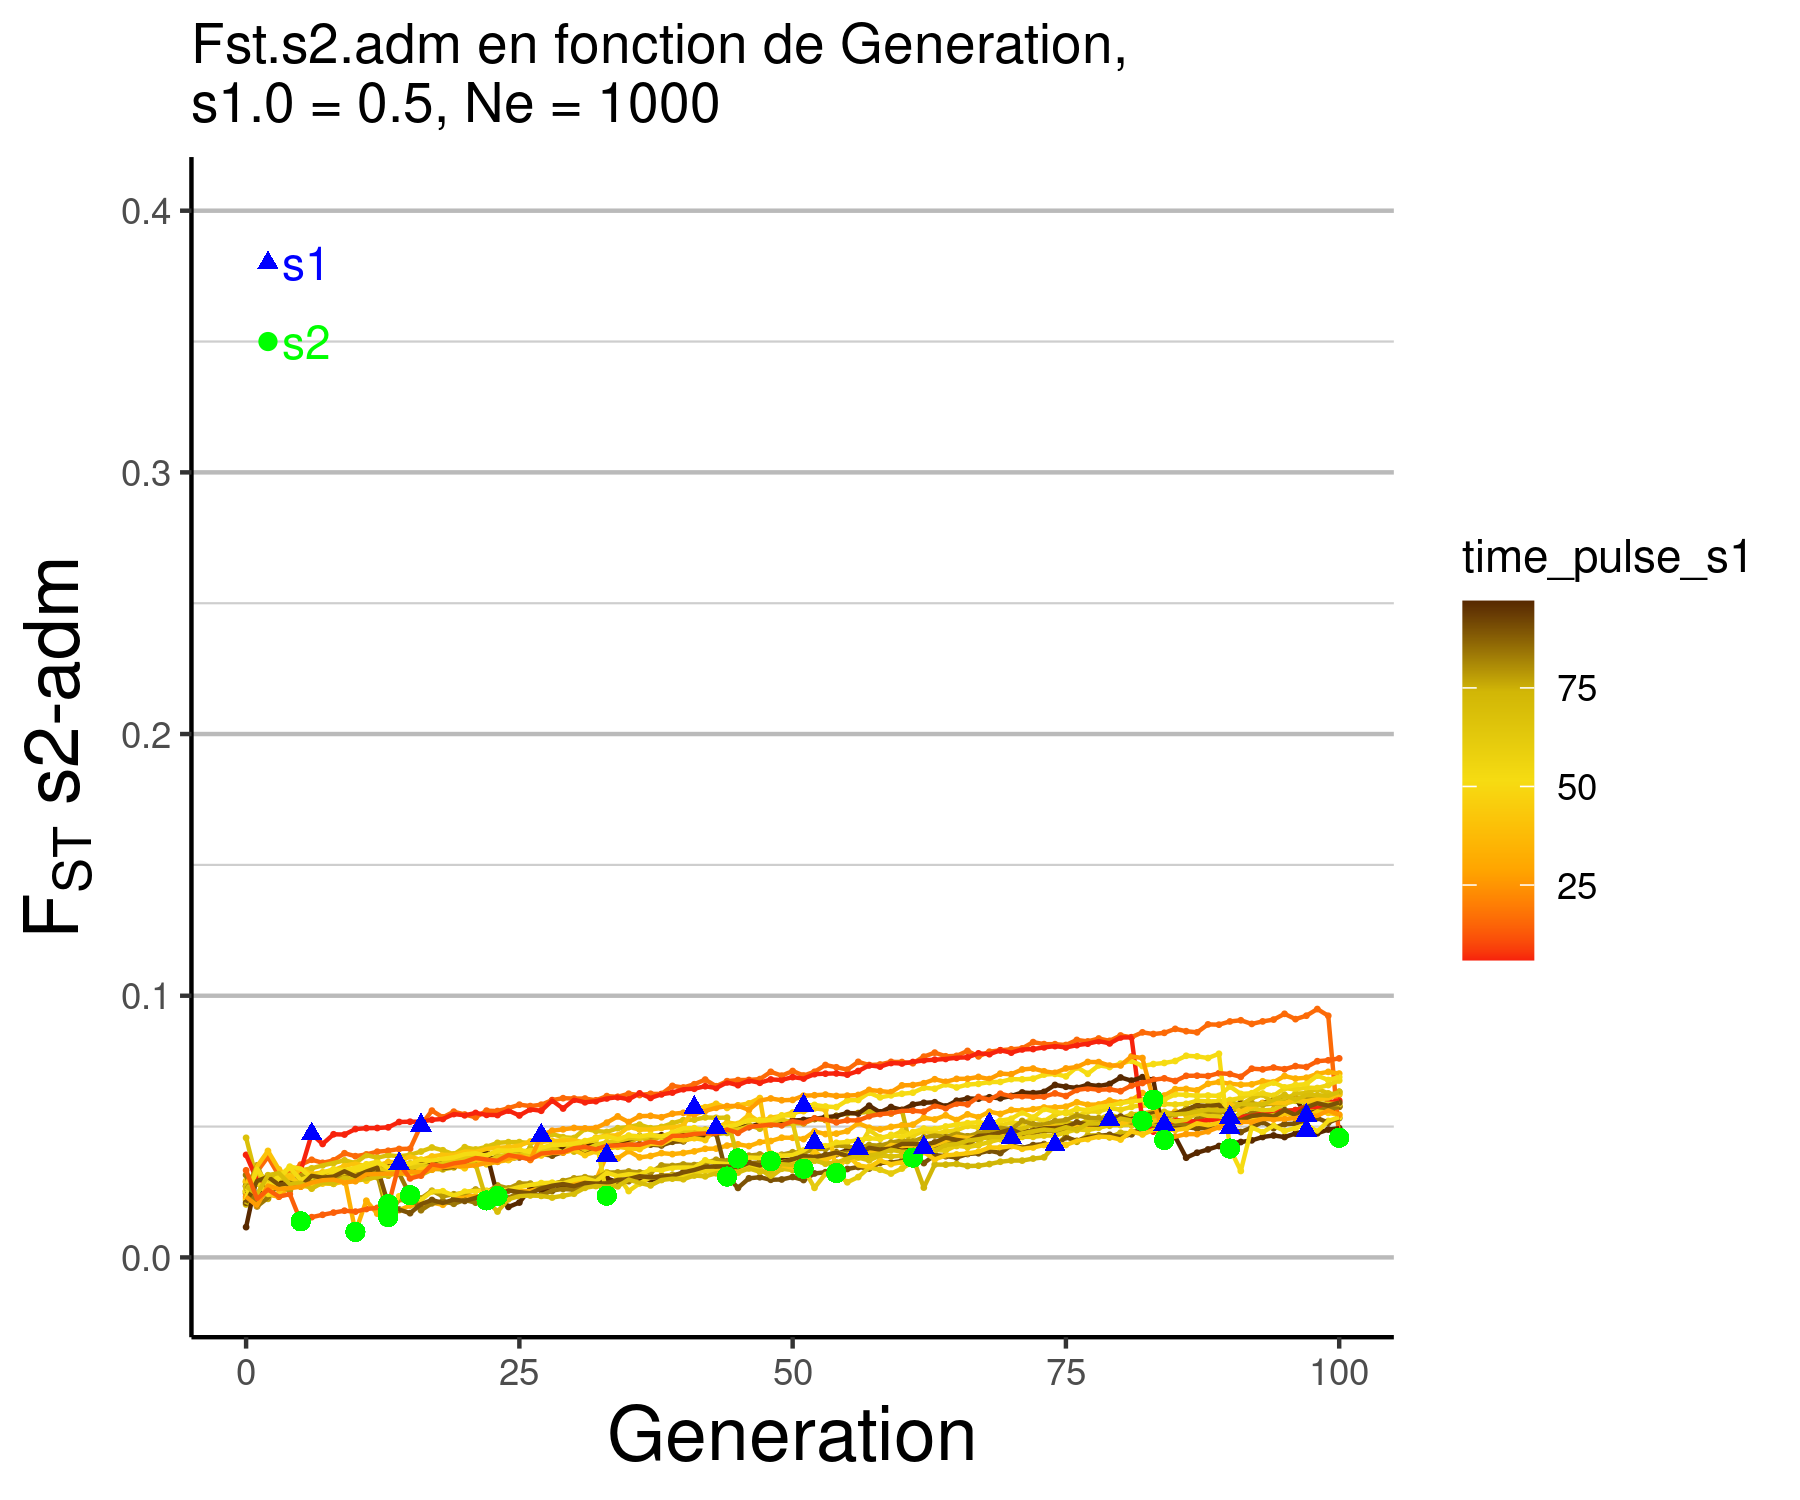 Fst.s2.adm en fonction de Generation,
s1.0 = 0.5, Ne = 1000
0.4
s1
s2
0.3
0.2
0.1
0.0
FST s2-adm
0 25 50 75 100
Generation
time_pulse_s1
75
50
25